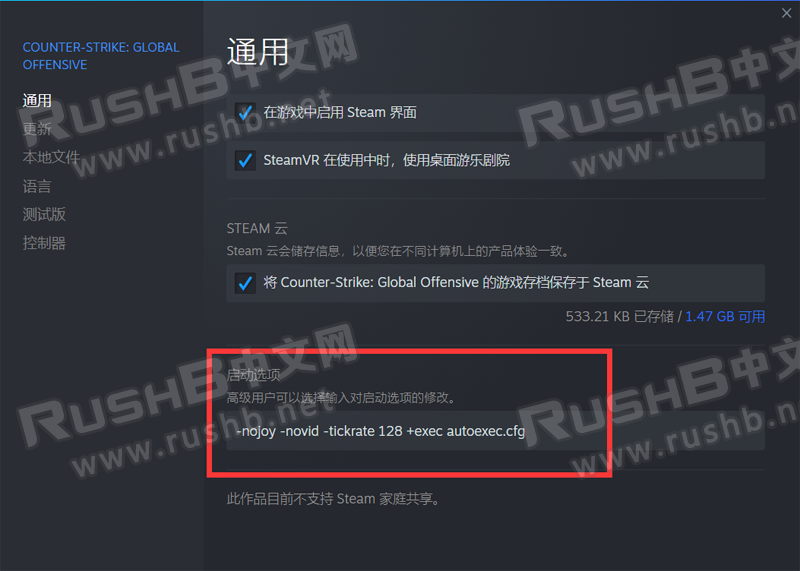 COUNTER-STRIKE: GLOBAL
OFFENSIVE
通用
更新
本地文件
语言
测试版
控制器
通用
在游戏中启用 Steam 界面
SteamVR 在使用中时，使用桌面游乐剧院
STEAM 云
Steam 云会储存信息，以便您在不同计算机上的产品体验一致。
将 Counter-Strike: Global Offensive 的游戏存档保存于 Steam 云
533.21 KB 已存储 / 1.47 GB 可用
启动选项
高级用户可以选择输入对启动选项的修改。
-nojoy -novid -tickrate 128 +exec autoexec.cfg
此作品目前不支持 Steam 家庭共享。
RushB中文网
www.rushb.net
RushB中文
www.rushb.n
RushB中文网
www.rushb.net
RushB中文
www.rushb.n